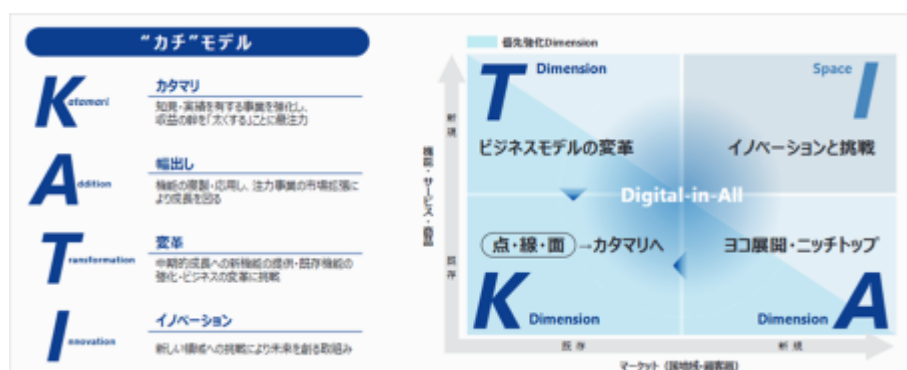 “カチ”モデル
Katamari
カタマリ
知見・実績を有する事業を強化し、
収益の幹を「太くする」ことに最注力
Addition
幅出し
機能の複製・応用し、注力事業の市場拡張に
より成長を図る
Transformation
変革
中期的成長への新機能の提供・既存機能の
強化・ビジネスの変革に挑戦
Innovation
イノベーション
新しい領域への挑戦により未来を創る取組み
優先強化Dimension
機能・サービス・商品
新規
既存
T Dimension
ビジネスモデルの変革
Space I
イノベーションと挑戦
Digital-in-All
点・線・面→カタマリへ
K Dimension
ヨコ展開・ニッチトップ
Dimension A
既存
新規
マーケット（国地域・顧客層）